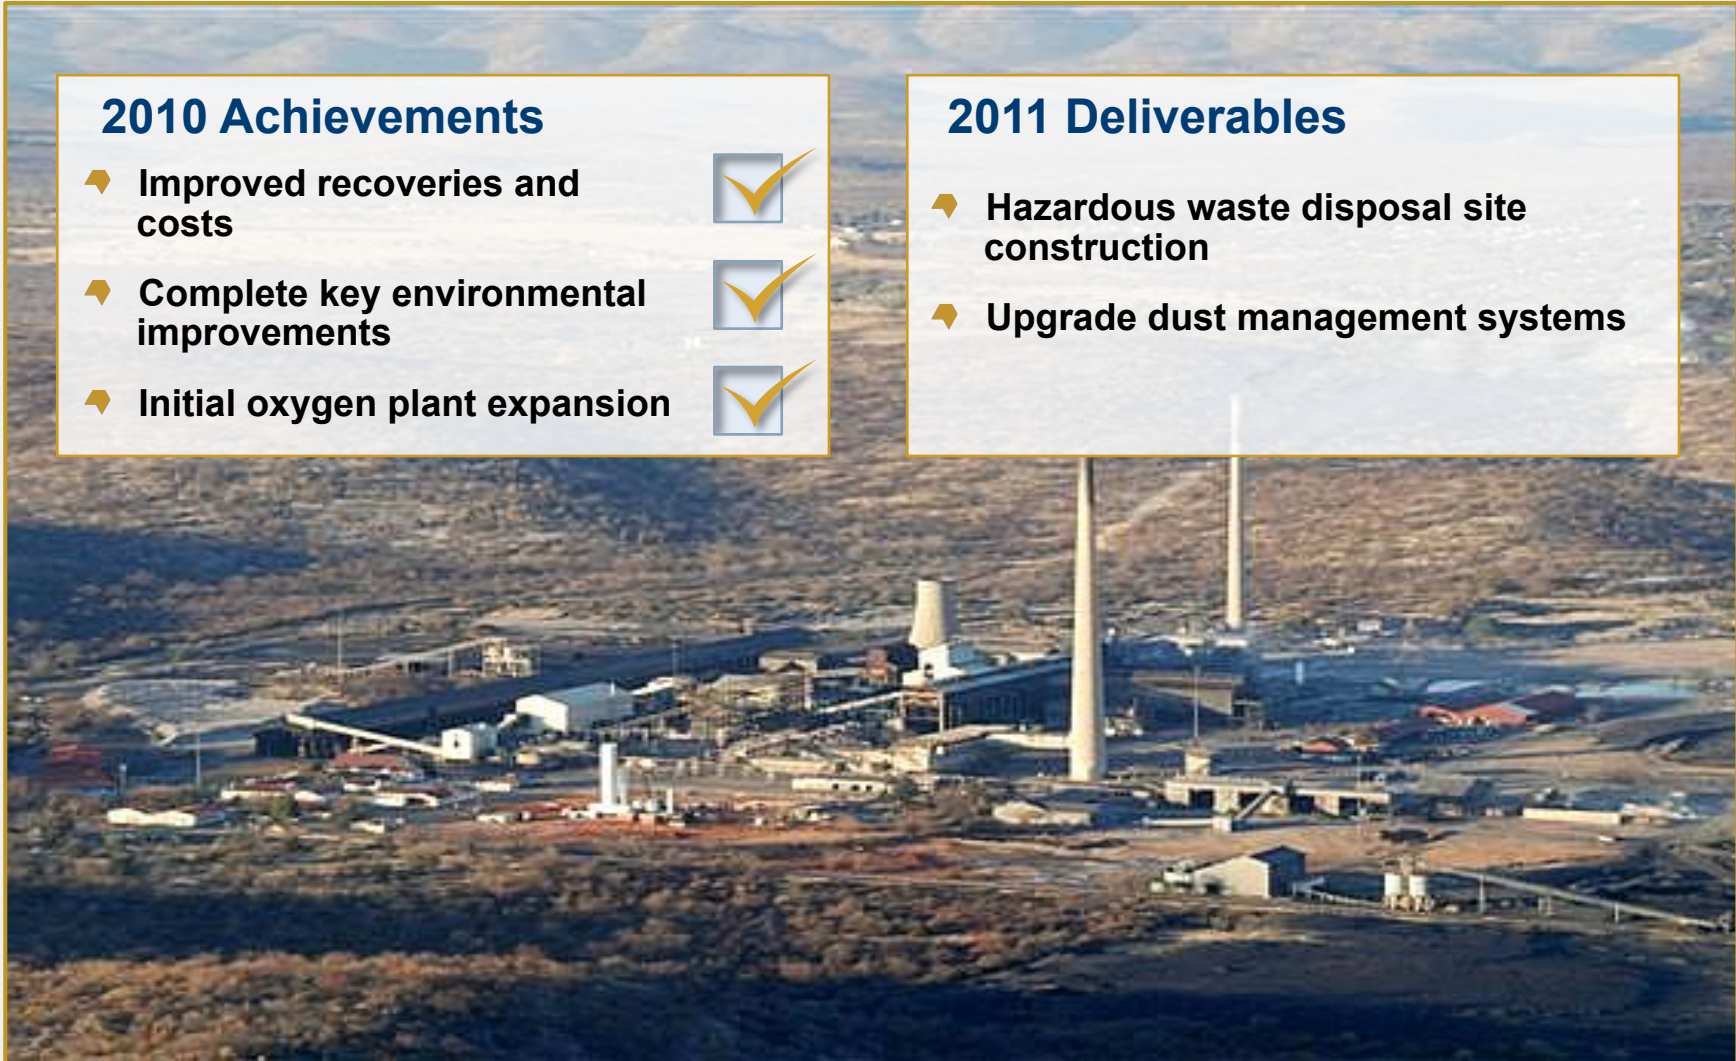 2010 Achievements
Improved recoveries and
costs
Complete key environmental
improvements
Initial oxygen plant expansion
2011 Deliverables
Hazardous waste disposal site
construction
Upgrade dust management systems